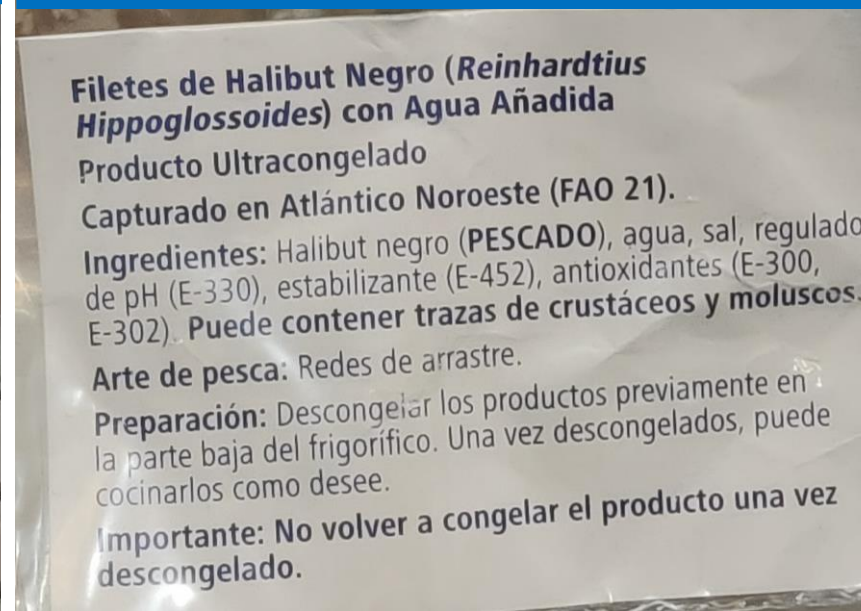 Filetes de Halibut Negro (Reinhardtius
Hippoglossoides) con Agua Añadida
Producto Ultracongelado
Capturado en Atlántico Noroeste (FAO 21).
Ingredientes: Halibut negro (PESCADO), agua, sal, regulado
de pH (E-330), estabilizante (E-452), antioxidantes (E-300,
E-302). Puede contener trazas de crustáceos y moluscos.
Arte de pesca: Redes de arrastre.
Preparación: Descongelar los productos previamente en
la parte baja del frigorífico. Una vez descongelados, puede
cocinarlos como desee.
Importante: No volver a congelar el producto una vez
descongelado.